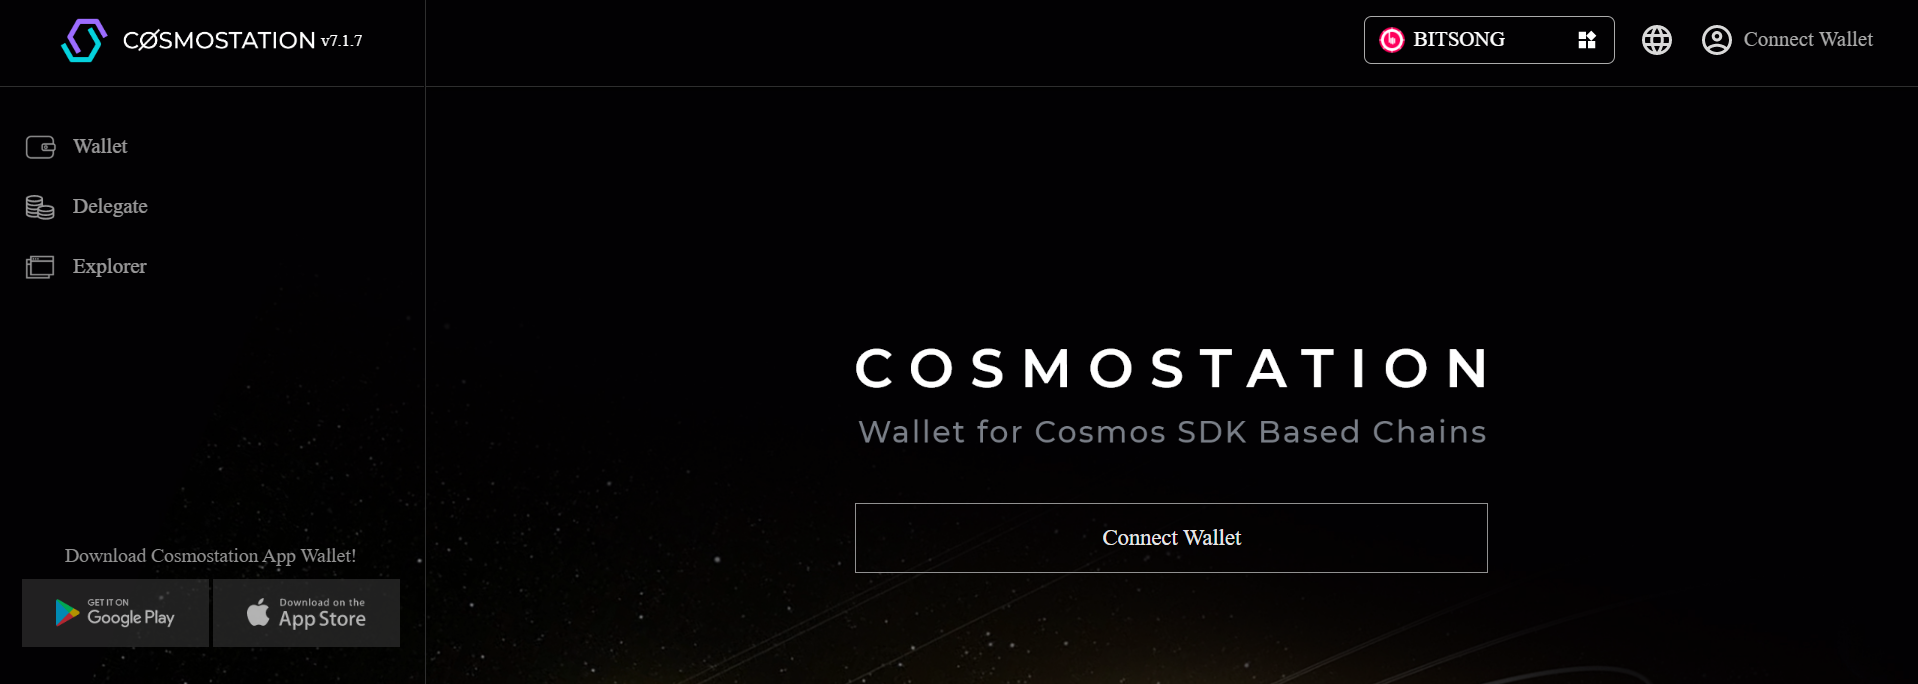 CØSMOSTATION v7.1.7
BITSONG
Connect Wallet
Wallet
Delegate
Explorer
COSMOSTATION
Wallet for Cosmos SDK Based Chains
Connect Wallet
Download Cosmostation App Wallet!
GET IT ON
Google Play
Download on the
App Store